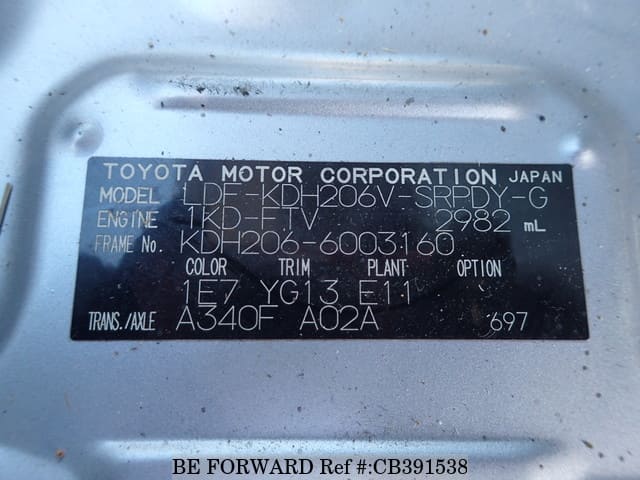 TOYOTA MOTOR CORPORATION JAPAN
MODEL LDF-KDH206V-SRPDY-G
ENGINE 1KD-FTV 2982 mL
FRAME No. KDH206-6003160
COLOR TRIM PLANT OPTION
1E7 YG13 E11
TRANS./AXLE A340F A02A 697
BE FORWARD Ref #:CB391538